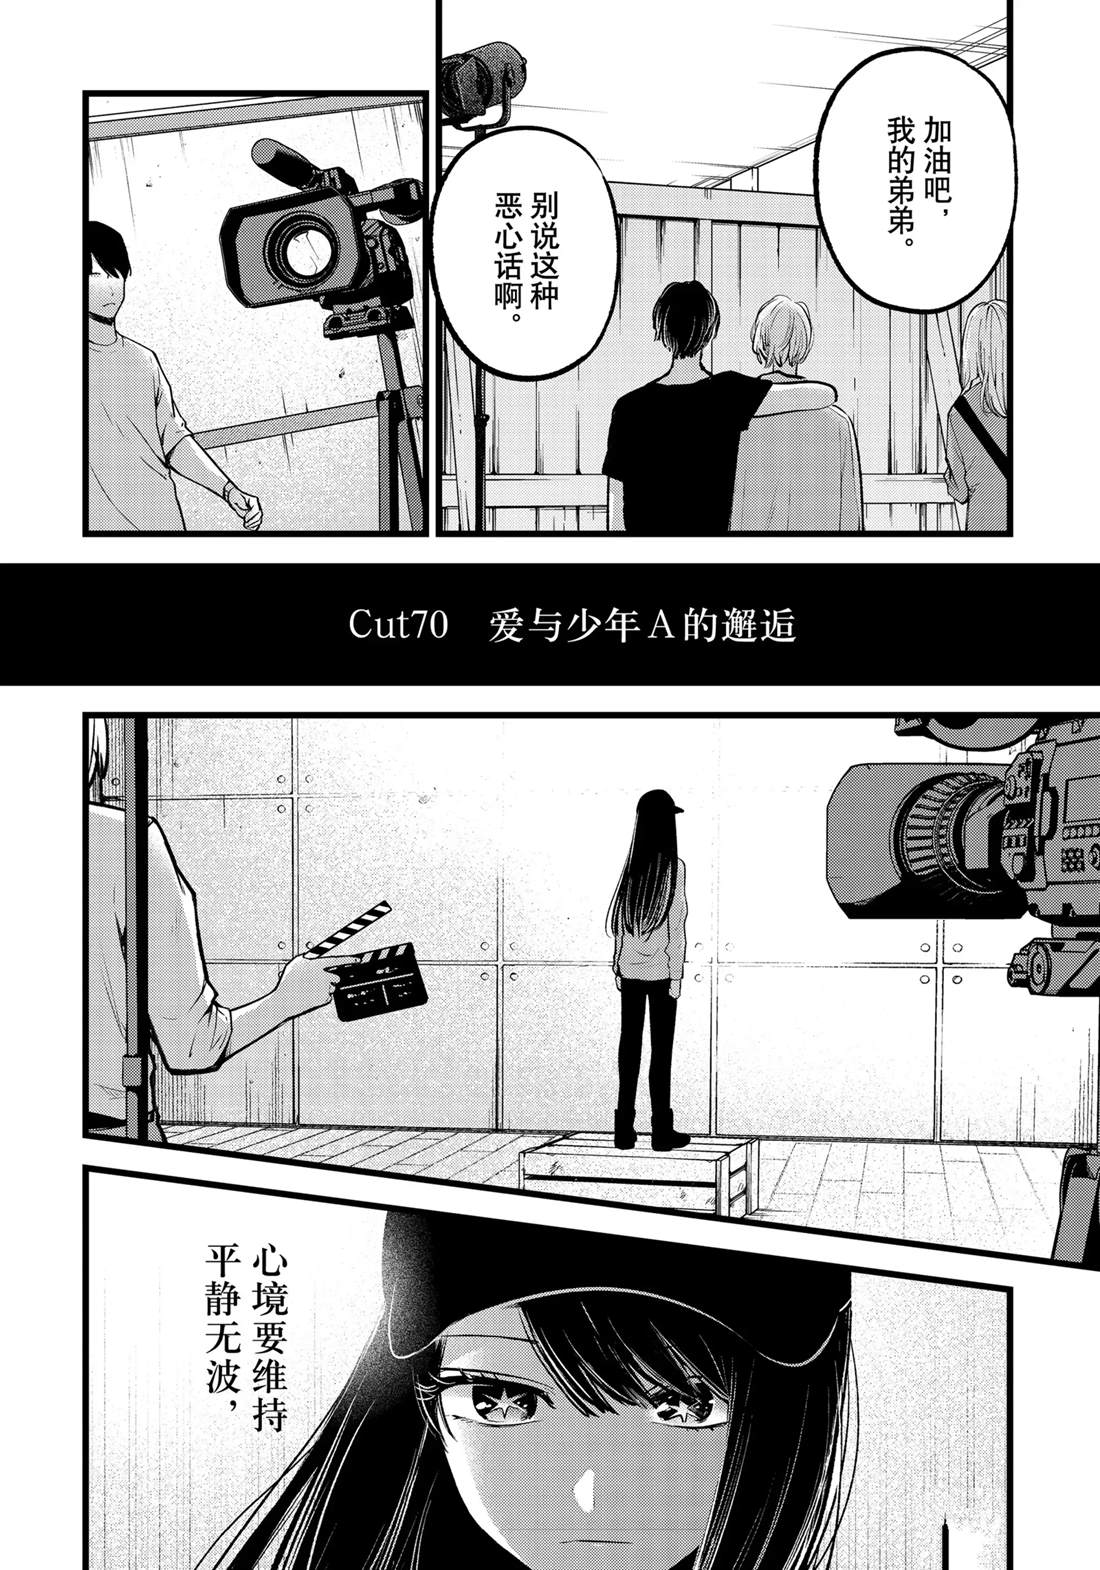 加油吧，
我的弟弟。
别说这种
恶心话啊。
Cut70 爱与少年A的邂逅
心境要维持
平静无波，